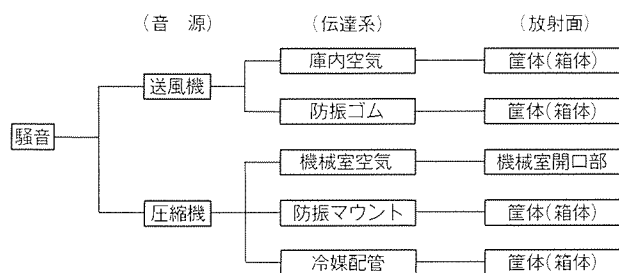 (音 源) (伝達系) (放射面)
庫内空気 筐体(箱体)
送風機
防振ゴム 筐体(箱体)
騒音
機械室空気 機械室開口部
圧縮機 防振マウント 筐体(箱体)
冷媒配管 筐体(箱体)